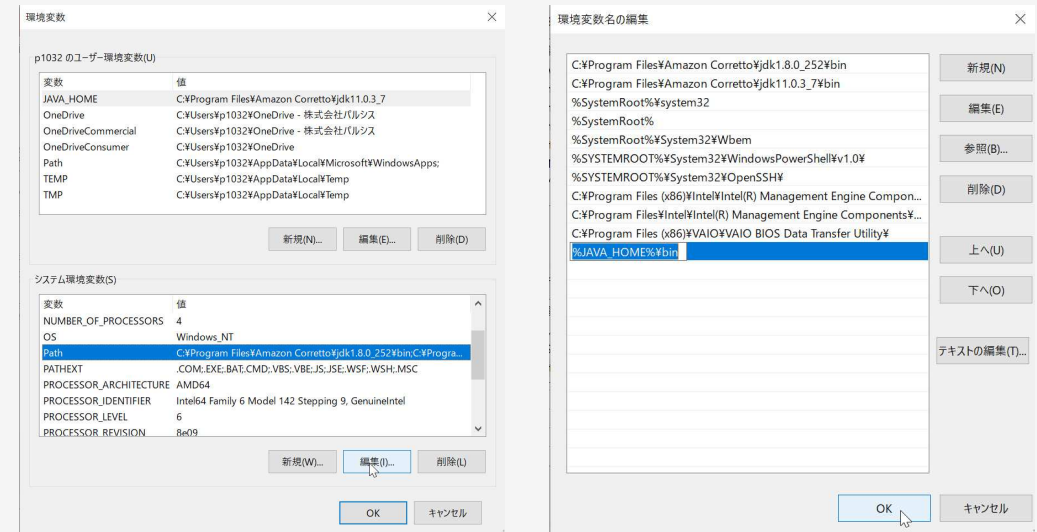 環境変数
p1032 のユーザー環境変数(U)
変数 値
JAVA_HOME C:¥Program Files¥Amazon Corretto¥jdk11.0.3_7
OneDrive C:¥Users¥p1032¥OneDrive - 株式会社パルシス
OneDriveCommercial C:¥Users¥p1032¥OneDrive - 株式会社パルシス
OneDriveConsumer C:¥Users¥p1032¥OneDrive
Path C:¥Users¥p1032¥AppData¥Local¥Microsoft¥WindowsApps;
TEMP C:¥Users¥p1032¥AppData¥Local¥Temp
TMP C:¥Users¥p1032¥AppData¥Local¥Temp
新規(N)... 編集(E)... 削除(D)
システム環境変数(S)
変数 値
NUMBER_OF_PROCESSORS 4
OS Windows_NT
Path C:¥Program Files¥Amazon Corretto¥jdk1.8.0_252¥bin;C:¥Progra...
PATHEXT .COM;.EXE;.BAT;.CMD;.VBS;.VBE;.JS;.JSE;.WSF;.WSH;.MSC
PROCESSOR_ARCHITECTURE AMD64
PROCESSOR_IDENTIFIER Intel64 Family 6 Model 142 Stepping 9, GenuineIntel
PROCESSOR_LEVEL 6
PROCESSOR_REVISION 8e09
新規(W)... 編集(I)... 削除(L)
OK キャンセル
環境変数名の編集
C:¥Program Files¥Amazon Corretto¥jdk1.8.0_252¥bin
C:¥Program Files¥Amazon Corretto¥jdk11.0.3_7¥bin
%SystemRoot%¥system32
%SystemRoot%
%SystemRoot%¥System32¥Wbem
%SYSTEMROOT%¥System32¥WindowsPowerShell¥v1.0¥
%SYSTEMROOT%¥System32¥OpenSSH¥
C:¥Program Files (x86)¥Intel¥Intel(R) Management Engine Compon...
C:¥Program Files¥Intel¥Intel(R) Management Engine Components¥...
C:¥Program Files (x86)¥VAIO¥VAIO BIOS Data Transfer Utility¥
%JAVA_HOME%¥bin
新規(N)
編集(E)
参照(B)...
削除(D)
上へ(U)
下へ(O)
テキストの編集(T)...
OK キャンセル